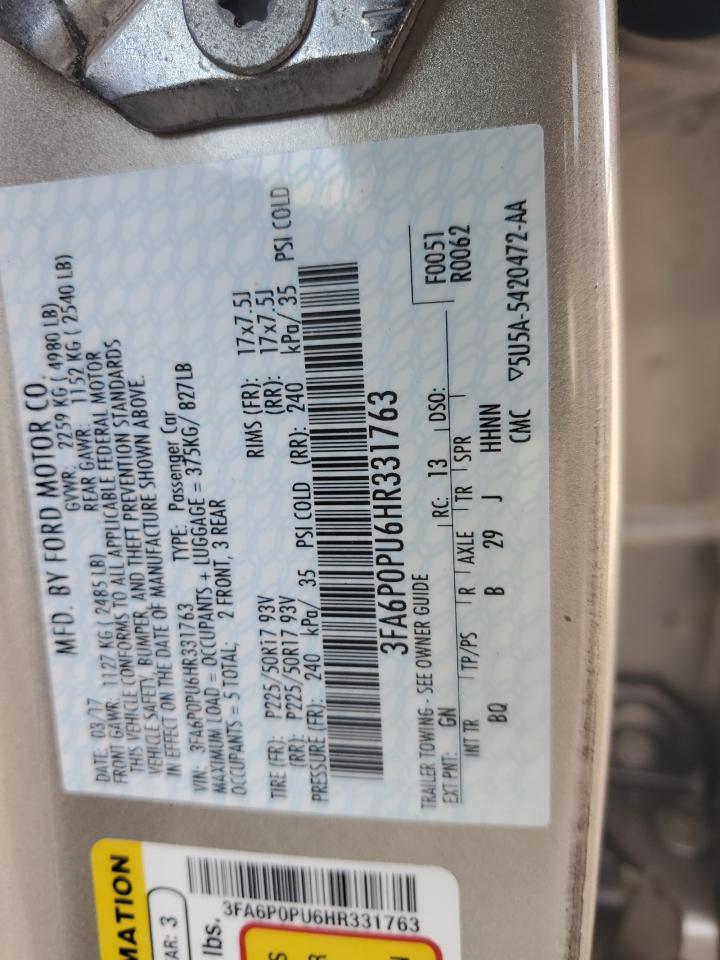 MFD. BY FORD MOTOR CO.
DATE: 03/17 GVWR: 2259 KG ( 4980 LB)
FRONT GAWR: 1127 KG ( 2485 LB) REAR GAWR: 1152 KG ( 2540 LB)
THIS VEHICLE CONFORMS TO ALL APPLICABLE FEDERAL MOTOR
VEHICLE SAFETY, BUMPER, AND THEFT PREVENTION STANDARDS
IN EFFECT ON THE DATE OF MANUFACTURE SHOWN ABOVE.
VIN: 3FA6P0PU6HR331763 TYPE: Passenger Car
MAXIMUM LOAD = OCCUPANTS + LUGGAGE = 375KG/ 827LB
OCCUPANTS = 5 TOTAL: 2 FRONT, 3 REAR
TIRE (FR): P225/50R17 93V RIMS (FR): 17x7.5J
(RR): P225/50R17 93V (RR): 17x7.5J
PRESSURE (FR): 240 kPa/ 35 PSI COLD (RR): 240 kPa/ 35 PSI COLD
3FA6P0PU6HR331763
F0051
R0062
TRAILER TOWING - SEE OWNER GUIDE
EXT PNT: GN RC: 13 DSO:
INT TR TP/PS R AXLE TR SPR
BQ B 29 J HHNN
CMC ▽5U5A-5420472-AA
MATION
AR: 3
lbs.
3FA6P0PU6HR331763